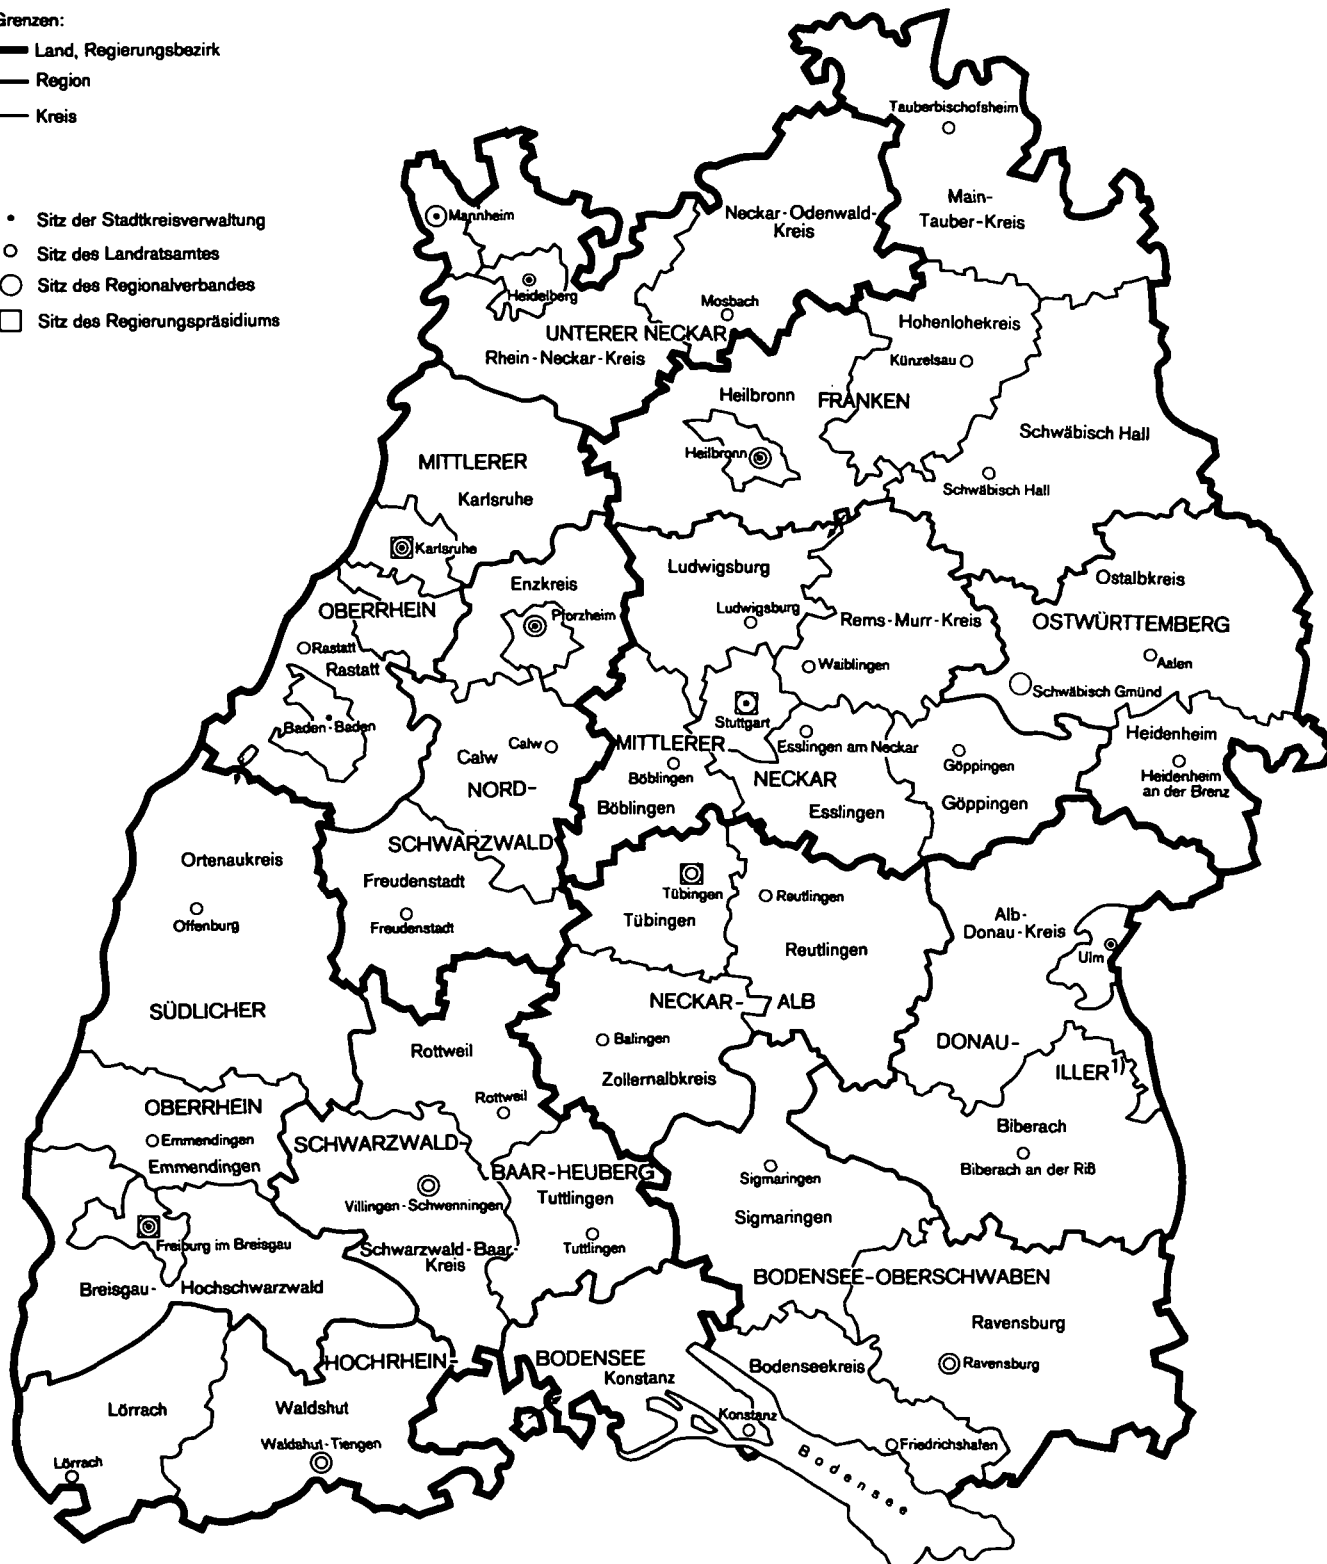 Grenzen:
Land, Regierungsbezirk
Region
Kreis
Sitz der Stadtkreisverwaltung
Sitz des Landratsamtes
Sitz des Regionalverbandes
Sitz des Regierungspräsidiums
Tauberbischofsheim
Main-
Tauber-Kreis
Mannheim
Neckar-Odenwald-
Kreis
Heidelberg
Mosbach
UNTERER NECKAR
Rhein-Neckar-Kreis
Hohenlohekreis
Künzelsau
Heilbronn
FRANKEN
Schwäbisch Hall
Heilbronn
Schwäbisch Hall
MITTLERER
Karlsruhe
Karlsruhe
Enzkreis
Pforzheim
OBERRHEIN
Rastatt
Rastatt
Baden-Baden
Ludwigsburg
Ludwigsburg
Rems-Murr-Kreis
Waiblingen
Ostalbkreis
OSTWÜRTTEMBERG
Aalen
Schwäbisch Gmünd
Stuttgart
Calw
Calw
NORD-
MITTLERER
Esslingen am Neckar
Böblingen
NECKAR
Böblingen
Esslingen
Göppingen
Göppingen
Heidenheim
Heidenheim
an der Brenz
SCHWARZWALD
Freudenstadt
Freudenstadt
Ortenaukreis
Offenburg
Tübingen
Tübingen
Reutlingen
Reutlingen
Alb-
Donau-Kreis
Ulm
SÜDLICHER
NECKAR-
ALB
Balingen
Zollernalbkreis
DONAU-
ILLER1)
Rottweil
Rottweil
OBERRHEIN
Emmendingen
Emmendingen
SCHWARZWALD-
BAAR-HEUBERG
Villingen-Schwenningen
Tuttlingen
Tuttlingen
Biberach
Biberach an der Riß
Sigmaringen
Sigmaringen
Freiburg im Breisgau
Schwarzwald-Baar-
Kreis
Breisgau-
Hochschwarzwald
BODENSEE-OBERSCHWABEN
Ravensburg
Ravensburg
HOCHRHEIN-
BODENSEE
Konstanz
Bodenseekreis
Lörrach
Waldshut
Konstanz
Waldshut-Tiengen
Friedrichshafen
Lörrach
Bodensee